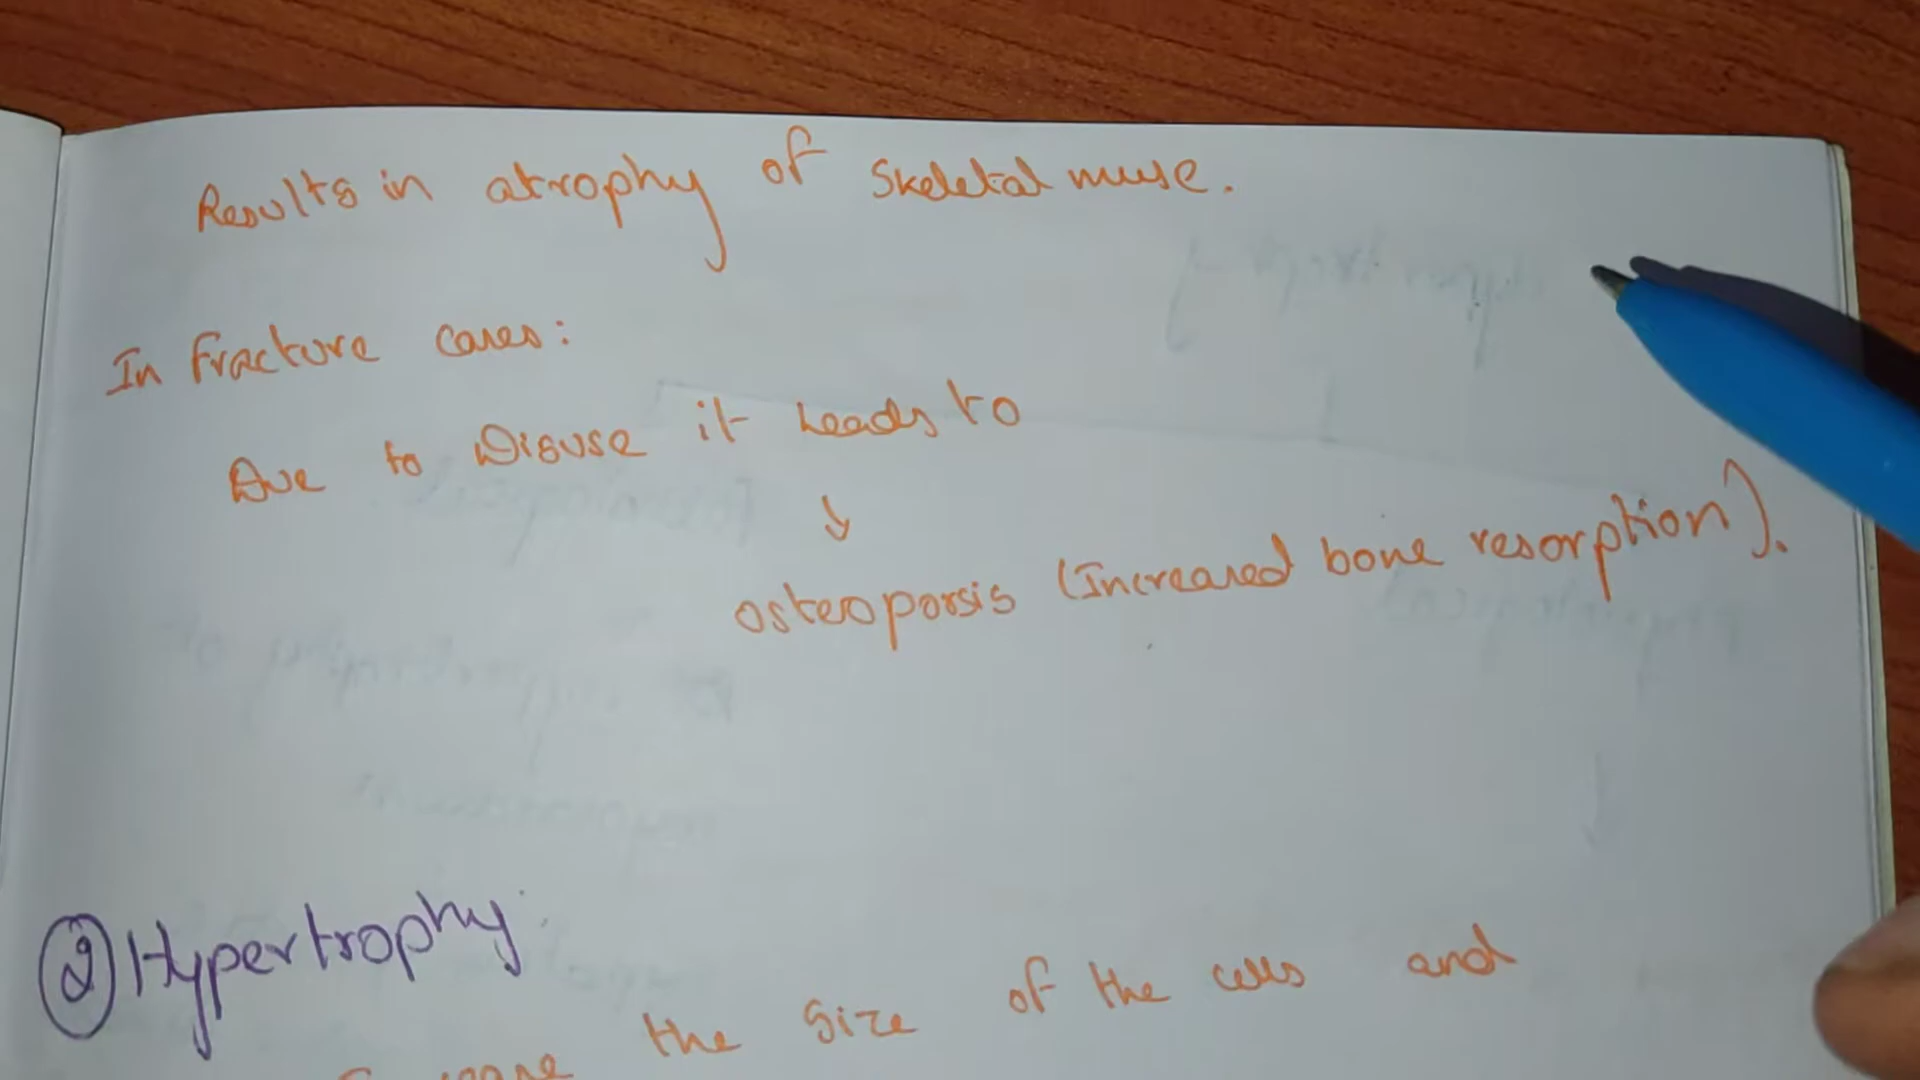 Results in atrophy of Skeletal muse.
In Fracture cases:
Due to Disuse it Leads to
↓
osteoporsis (Increased bone resorption).
② Hypertrophy
the Size of the cells and